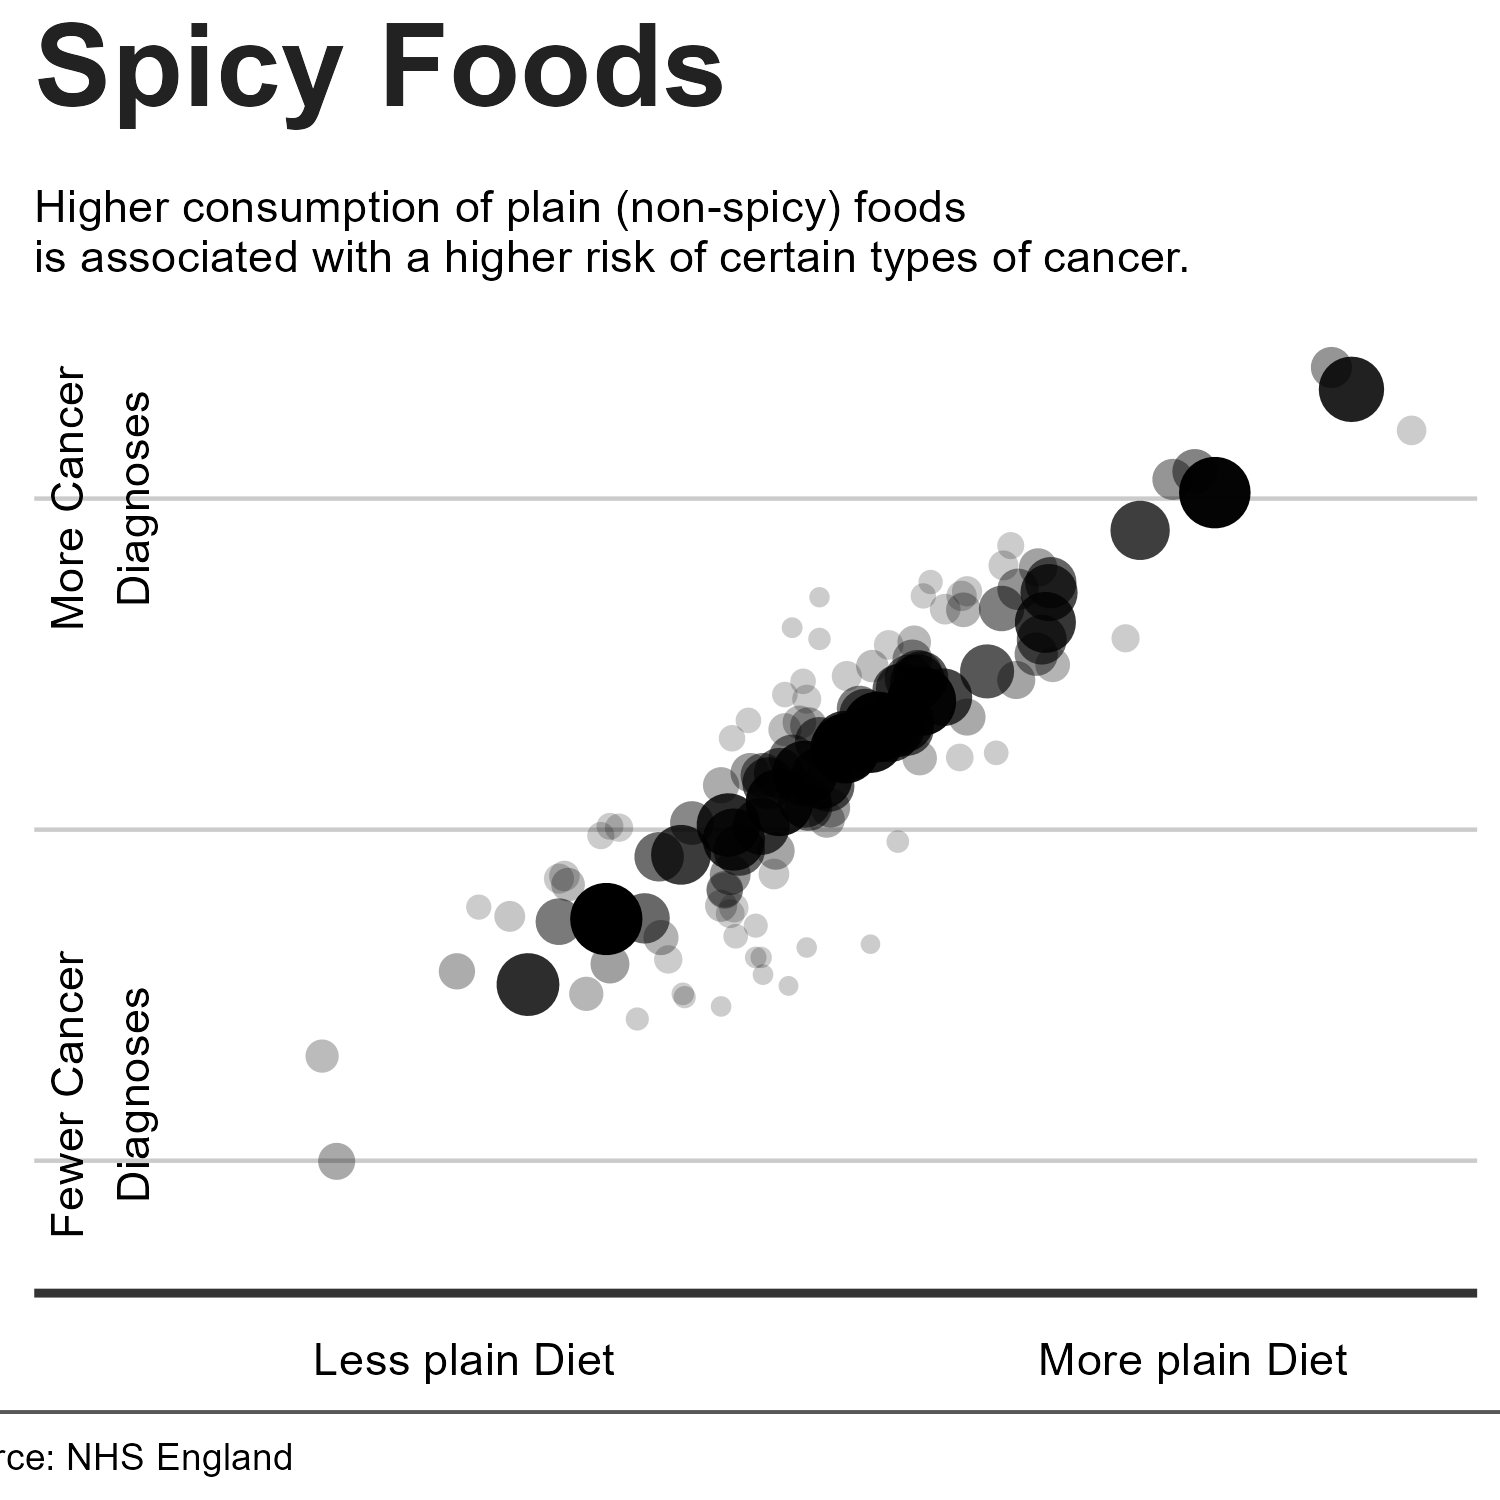 Spicy Foods
Higher consumption of plain (non-spicy) foods
is associated with a higher risk of certain types of cancer.
More Cancer
Diagnoses
Fewer Cancer
Diagnoses
Less plain Diet
More plain Diet
rce: NHS England